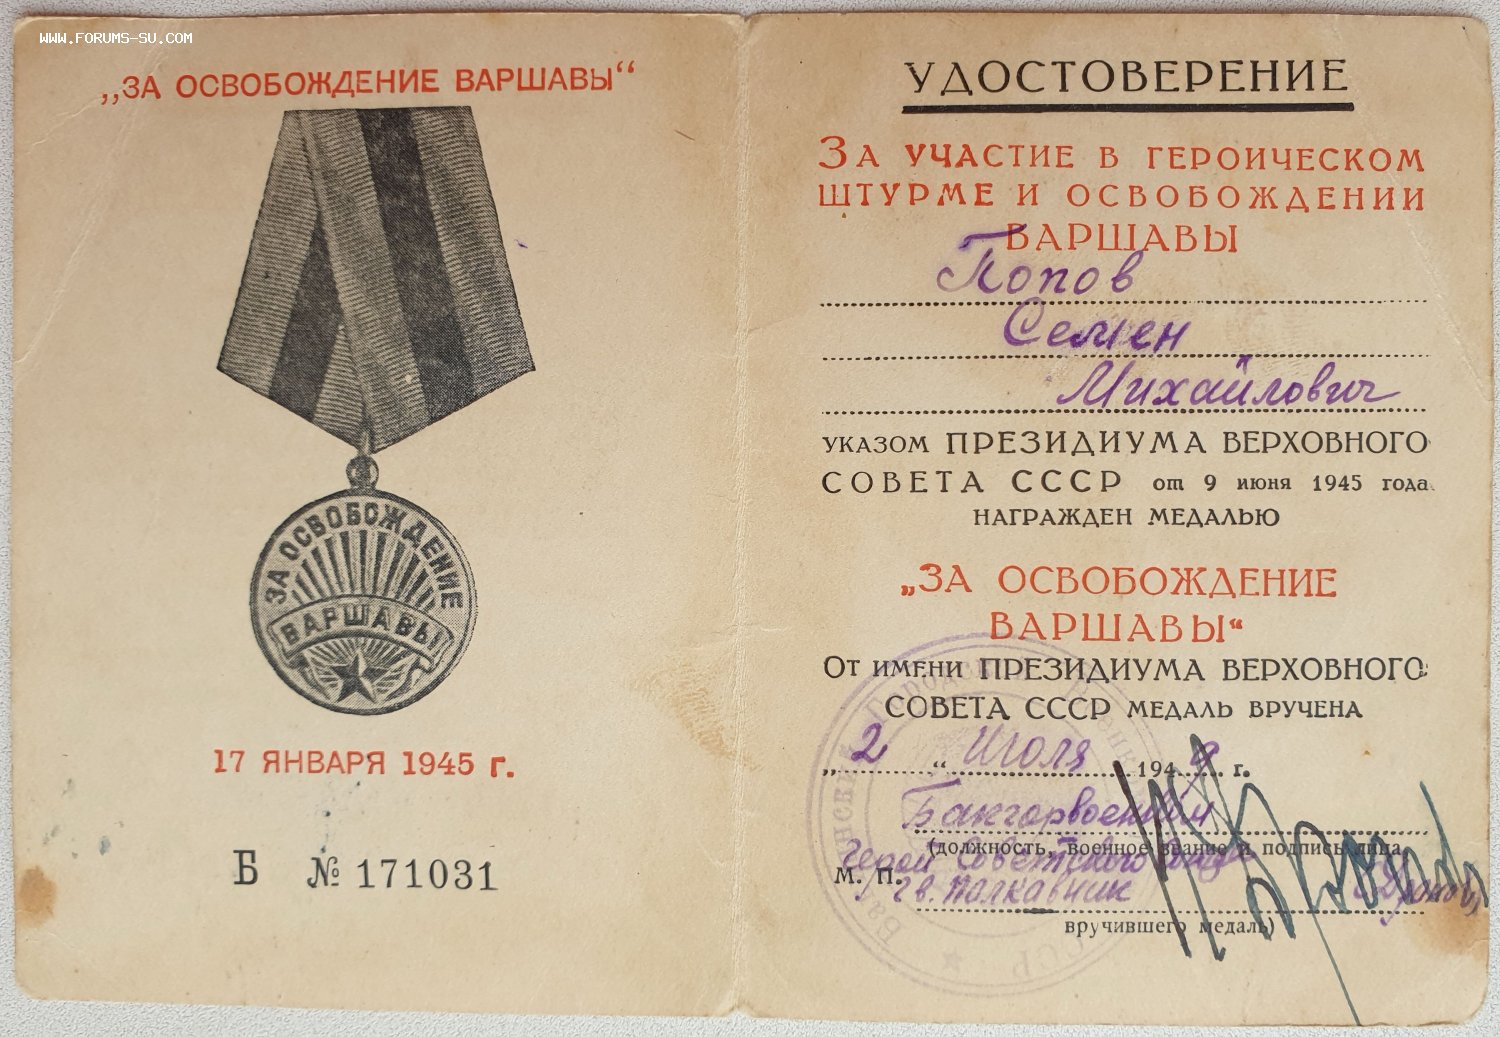 WWW.FORUMS-SU.COM
„ЗА ОСВОБОЖДЕНИЕ ВАРШАВЫ“
ЗА ОСВОБОЖДЕНИЕ
ВАРШАВЫ
17 ЯНВАРЯ 1945 г.
Б № 171031
УДОСТОВЕРЕНИЕ
ЗА УЧАСТИЕ В ГЕРОИЧЕСКОМ
ШТУРМЕ И ОСВОБОЖДЕНИИ
ВАРШАВЫ
Попов
Семен
Михайлович
УКАЗОМ ПРЕЗИДИУМА ВЕРХОВНОГО
СОВЕТА СССР от 9 июня 1945 года
НАГРАЖДЕН МЕДАЛЬЮ
„ЗА ОСВОБОЖДЕНИЕ
ВАРШАВЫ“
ОТ ИМЕНИ ПРЕЗИДИУМА ВЕРХОВНОГО
СОВЕТА СССР МЕДАЛЬ ВРУЧЕНА
„2“ Июля 1949 г.
(должность, военное звание и подпись лица,
Герой Советского Союза
М. П. гв. полковник
вручившего медаль)